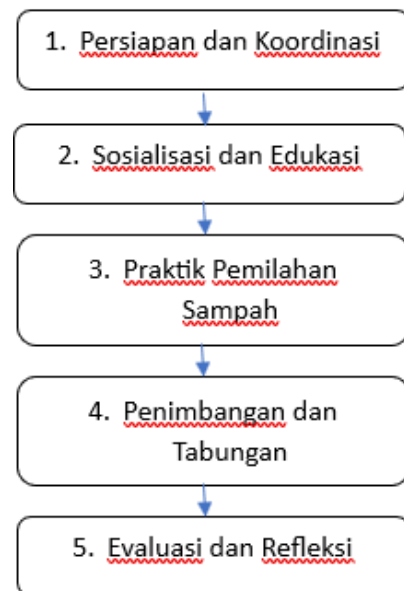 1. Persiapan dan Koordinasi
2. Sosialisasi dan Edukasi
3. Praktik Pemilahan
Sampah
4. Penimbangan dan
Tabungan
5. Evaluasi dan Refleksi